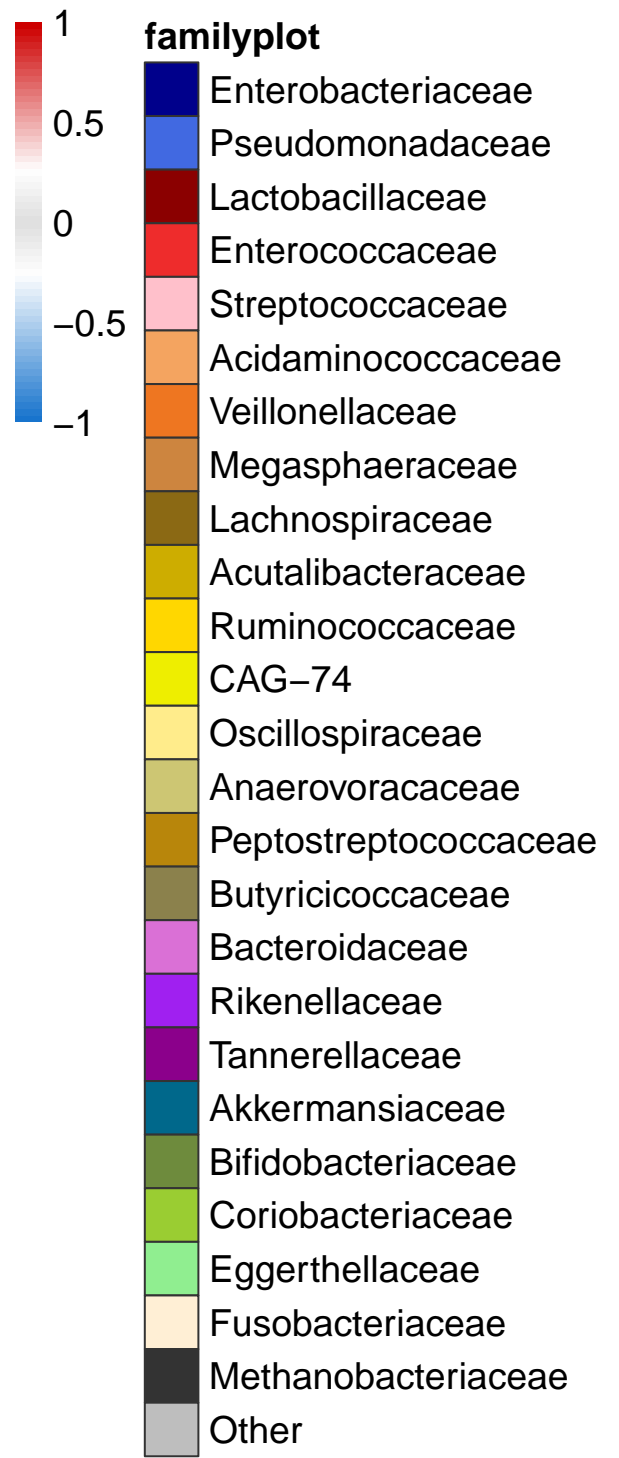 1
0.5
0
−0.5
−1
familyplot
Enterobacteriaceae
Pseudomonadaceae
Lactobacillaceae
Enterococcaceae
Streptococcaceae
Acidaminococcaceae
Veillonellaceae
Megasphaeraceae
Lachnospiraceae
Acutalibacteraceae
Ruminococcaceae
CAG−74
Oscillospiraceae
Anaerovoracaceae
Peptostreptococcaceae
Butyricicoccaceae
Bacteroidaceae
Rikenellaceae
Tannerellaceae
Akkermansiaceae
Bifidobacteriaceae
Coriobacteriaceae
Eggerthellaceae
Fusobacteriaceae
Methanobacteriaceae
Other